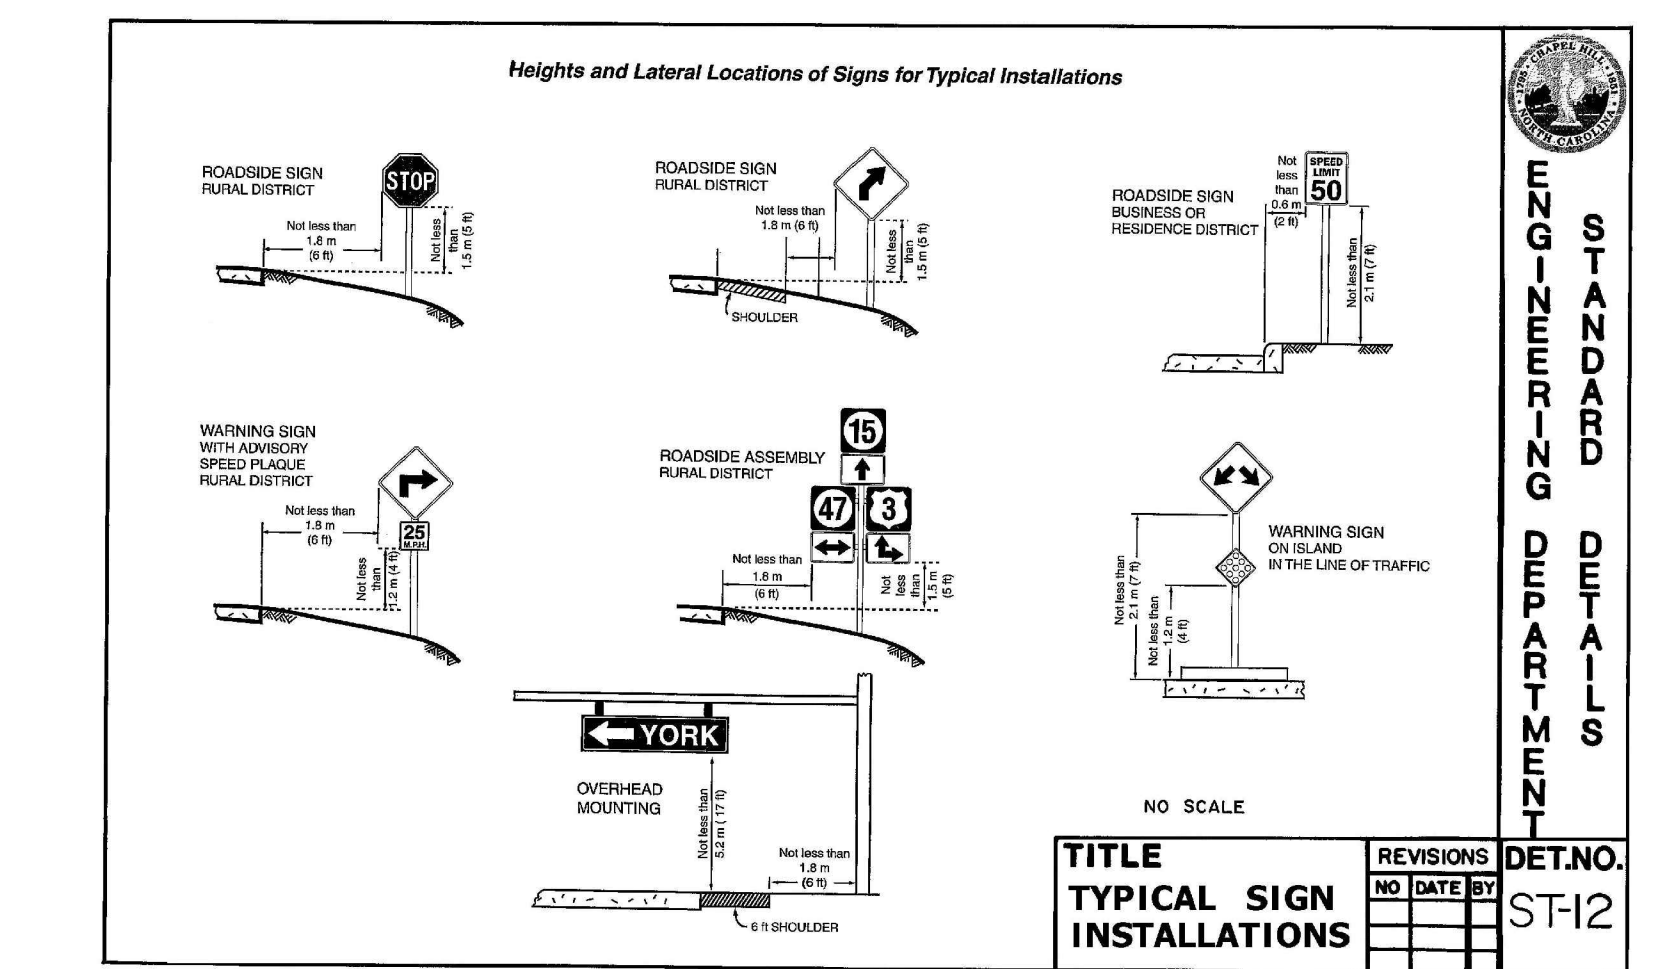 Heights and Lateral Locations of Signs for Typical Installations
ROADSIDE SIGN
RURAL DISTRICT
STOP
Not less than
1.8 m
(6 ft)
Not less
than
1.5 m (5 ft)
ROADSIDE SIGN
RURAL DISTRICT
Not less than
1.8 m (6 ft)
Not less
than
1.5 m (5 ft)
SHOULDER
ROADSIDE SIGN
BUSINESS OR
RESIDENCE DISTRICT
Not
less
than
0.6 m
(2 ft)
SPEED
LIMIT
50
Not less than
2.1 m (7 ft)
WARNING SIGN
WITH ADVISORY
SPEED PLAQUE
RURAL DISTRICT
Not less than
1.8 m
(6 ft)
25
M.P.H.
Not less
than
1.2 m (4 ft)
ROADSIDE ASSEMBLY
RURAL DISTRICT
15
47
3
Not less than
1.8 m
(6 ft)
Not
less
than
1.5 m
(5 ft)
WARNING SIGN
ON ISLAND
IN THE LINE OF TRAFFIC
Not less than
2.1 m (7 ft)
Not less than
1.2 m
(4 ft)
YORK
OVERHEAD
MOUNTING
Not less than
5.2 m ( 17 ft)
Not less than
1.8 m
(6 ft)
6 ft SHOULDER
NO SCALE
TITLE
TYPICAL SIGN
INSTALLATIONS
REVISIONS
NO DATE BY
CHAPEL HILL
1795 1851
NORTH CAROLINA
ENGINEERING DEPARTMENT
STANDARD DETAILS
DET.NO.
ST-12